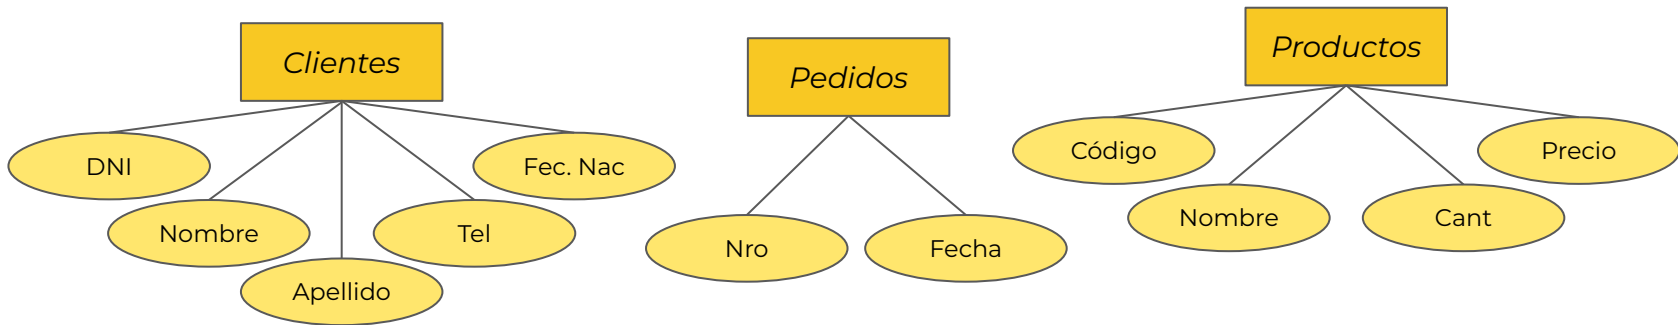 Clientes
DNI
Nombre
Apellido
Tel
Fec. Nac
Pedidos
Nro
Fecha
Productos
Código
Nombre
Cant
Precio